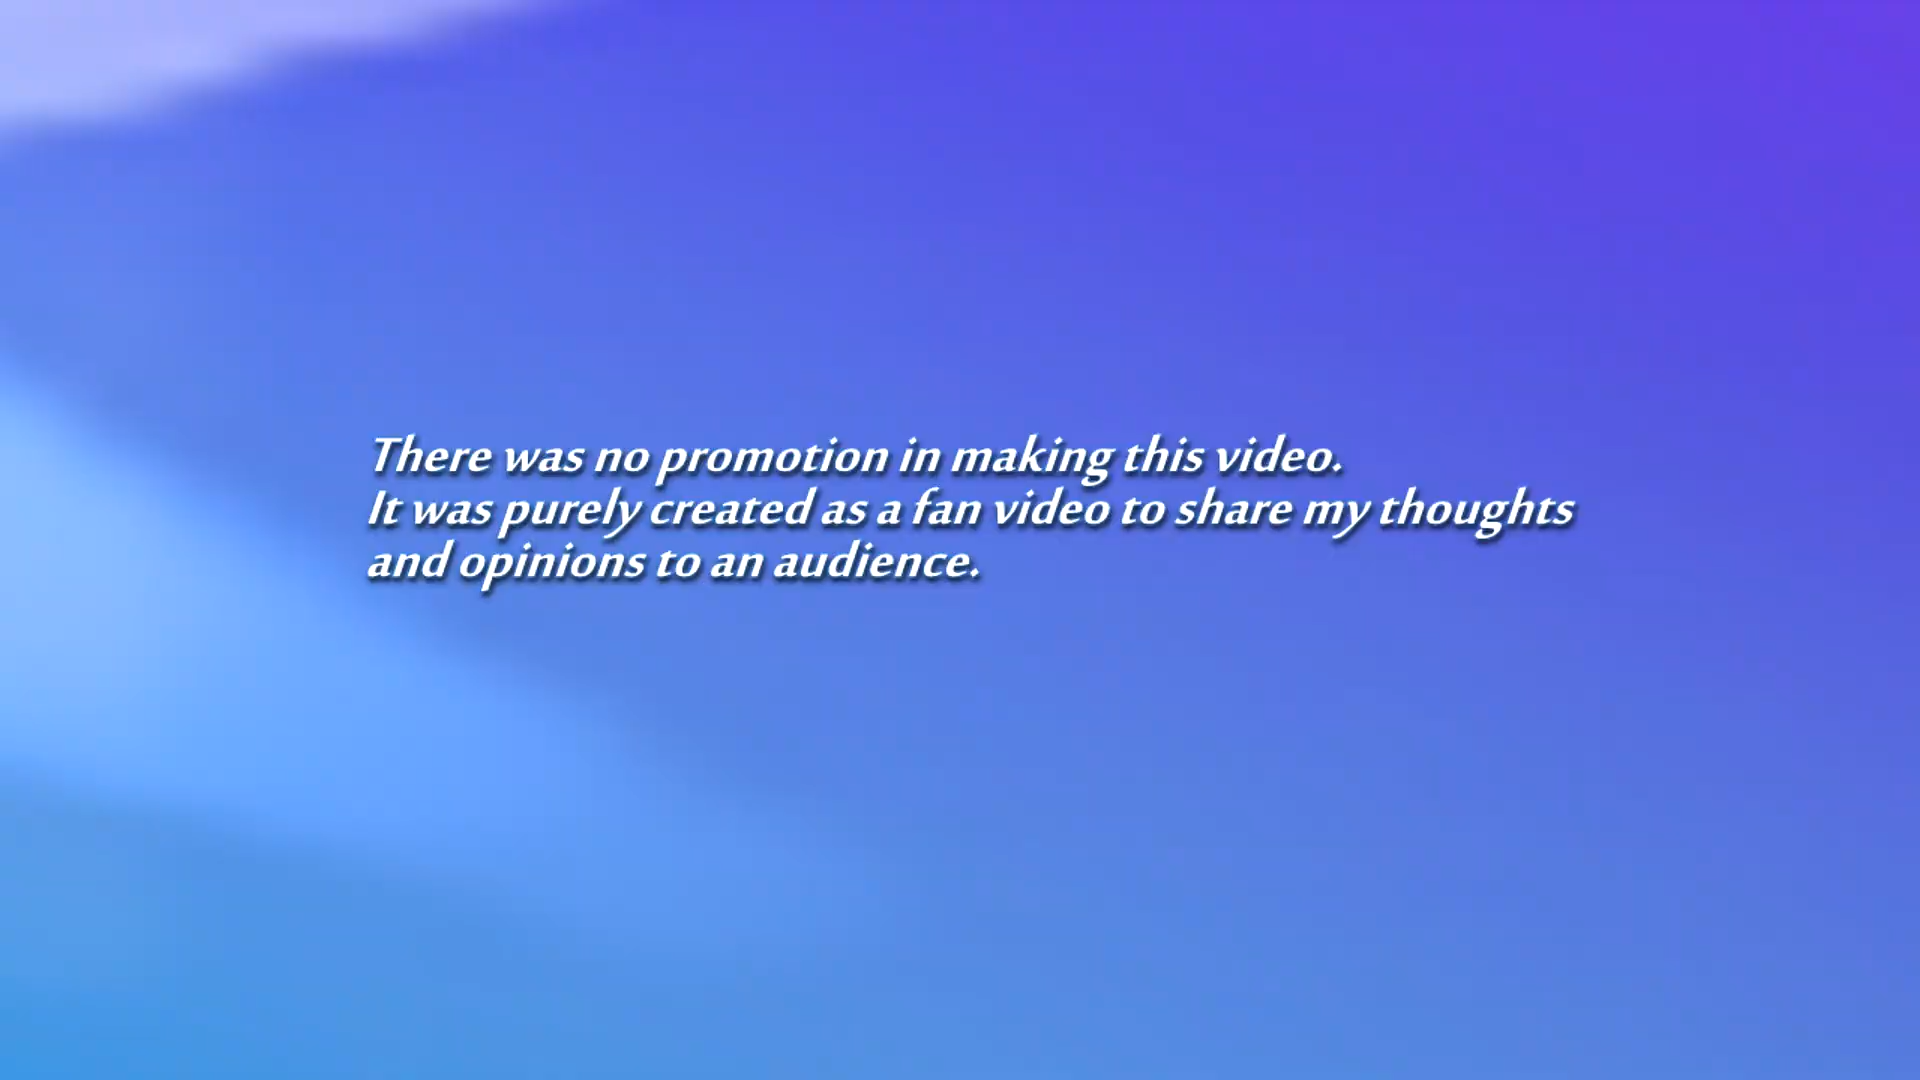 There was no promotion in making this video.
It was purely created as a fan video to share my thoughts
and opinions to an audience.